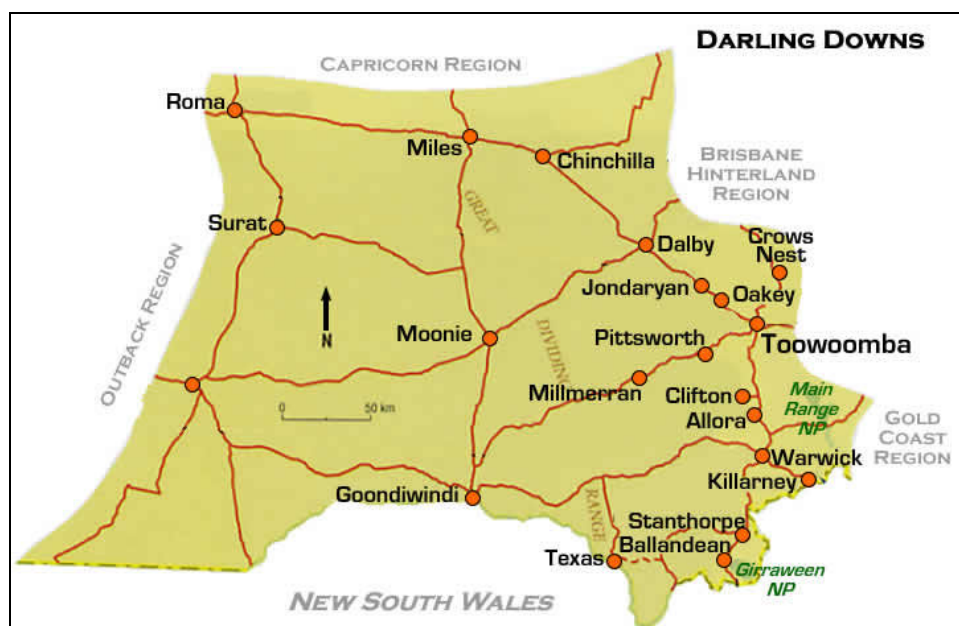 DARLING DOWNS
CAPRICORN REGION
Roma
Miles
Chinchilla
BRISBANE
HINTERLAND
REGION
GREAT
Surat
Dalby
Crows
Nest
Jondaryan
Oakey
OUTBACK REGION
N
Moonie
DIVIDING
Pittsworth
Toowoomba
Millmerran
Clifton
Allora
Main
Range
NP
0
50 km
GOLD
COAST
REGION
Warwick
Killarney
Goondiwindi
RANGE
Stanthorpe
Ballandean
Texas
Girraween
NP
NEW SOUTH WALES